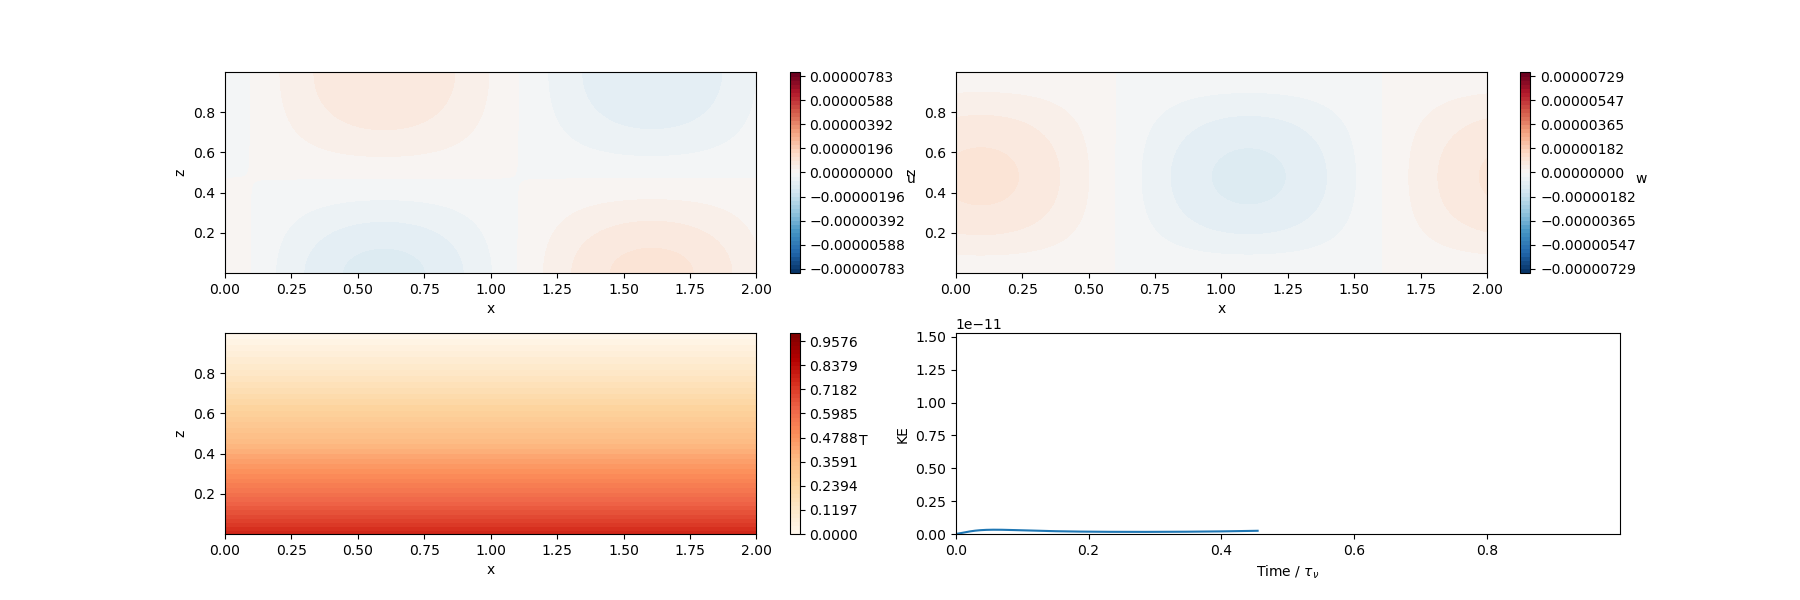 z
0.8
0.6
0.4
0.2
0.00 0.25 0.50 0.75 1.00 1.25 1.50 1.75 2.00
x
0.00000783
0.00000588
0.00000392
0.00000196
0.00000000
−0.00000196
−0.00000392
−0.00000588
−0.00000783
u
z
0.8
0.6
0.4
0.2
0.00 0.25 0.50 0.75 1.00 1.25 1.50 1.75 2.00
x
0.00000729
0.00000547
0.00000365
0.00000182
0.00000000
−0.00000182
−0.00000365
−0.00000547
−0.00000729
w
z
0.8
0.6
0.4
0.2
0.00 0.25 0.50 0.75 1.00 1.25 1.50 1.75 2.00
x
0.9576
0.8379
0.7182
0.5985
0.4788
0.3591
0.2394
0.1197
0.0000
T
1e−11
KE
1.50
1.25
1.00
0.75
0.50
0.25
0.00
0.0 0.2 0.4 0.6 0.8
Time / τν